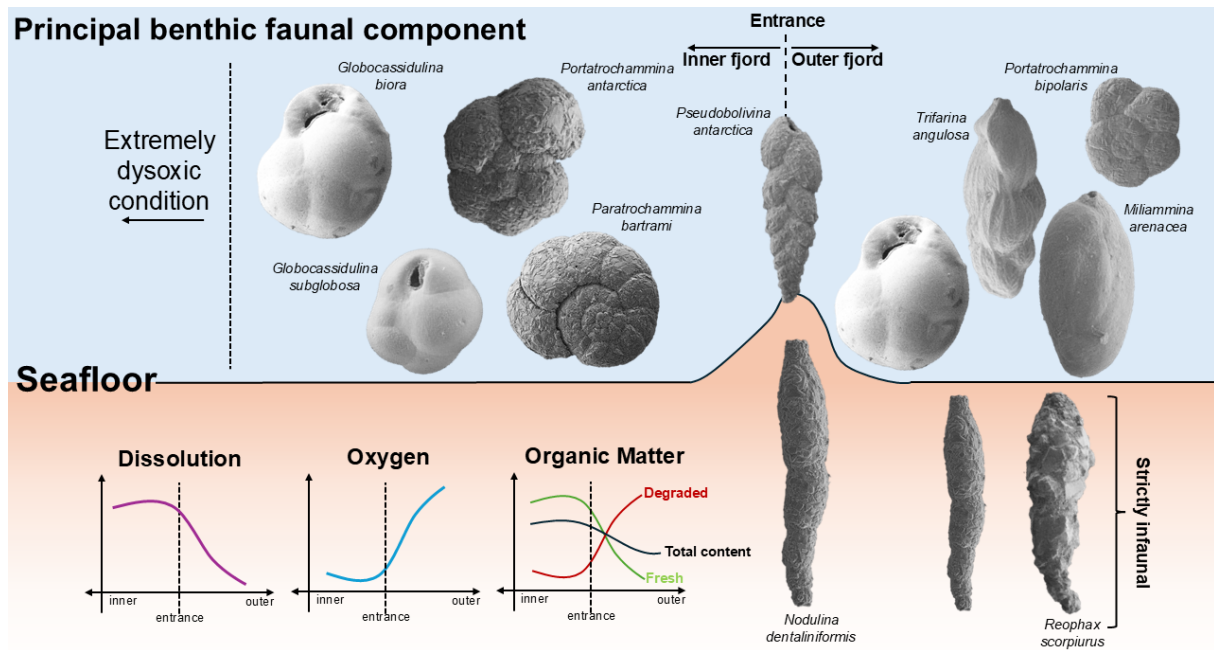 Principal benthic faunal component
Entrance
Inner fjord
Outer fjord
Extremely
dysoxic
condition
Globocassidulina
biora
Portatrochammina
antarctica
Pseudobolivina
antarctica
Trifarina
angulosa
Portatrochammina
bipolaris
Globocassidulina
subglobosa
Paratrochammina
bartrami
Miliammina
arenacea
Seafloor
Dissolution
inner
entrance
outer
Oxygen
inner
entrance
outer
Organic Matter
Degraded
Total content
Fresh
inner
entrance
outer
Nodulina
dentaliniformis
Reophax
scorpiurus
Strictly infaunal